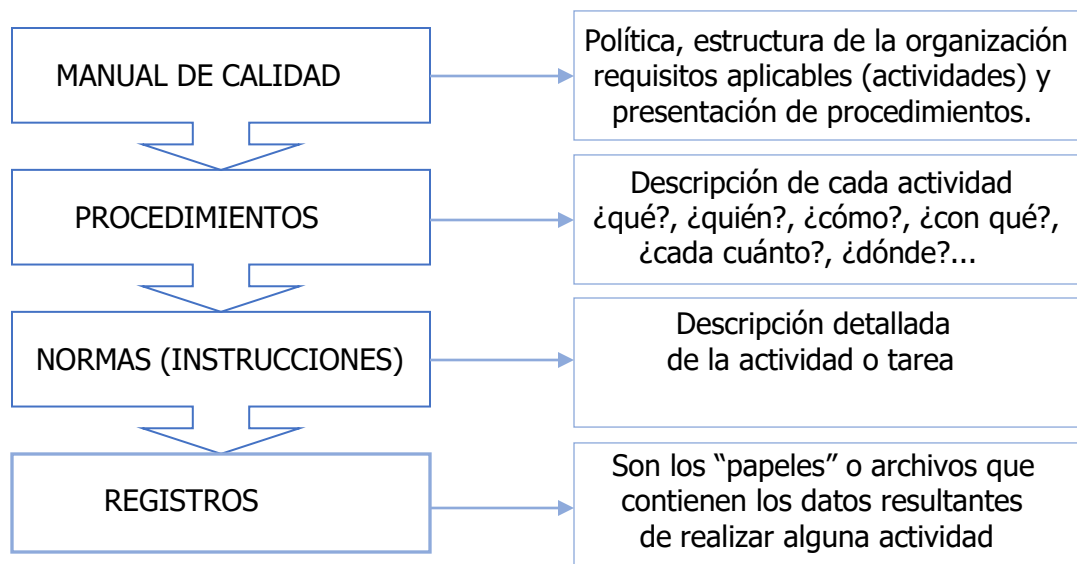 MANUAL DE CALIDAD
Política, estructura de la organización
requisitos aplicables (actividades) y
presentación de procedimientos.
PROCEDIMIENTOS
Descripción de cada actividad
¿qué?, ¿quién?, ¿cómo?, ¿con qué?,
¿cada cuánto?, ¿dónde?...
NORMAS (INSTRUCCIONES)
Descripción detallada
de la actividad o tarea
REGISTROS
Son los “papeles” o archivos que
contienen los datos resultantes
de realizar alguna actividad